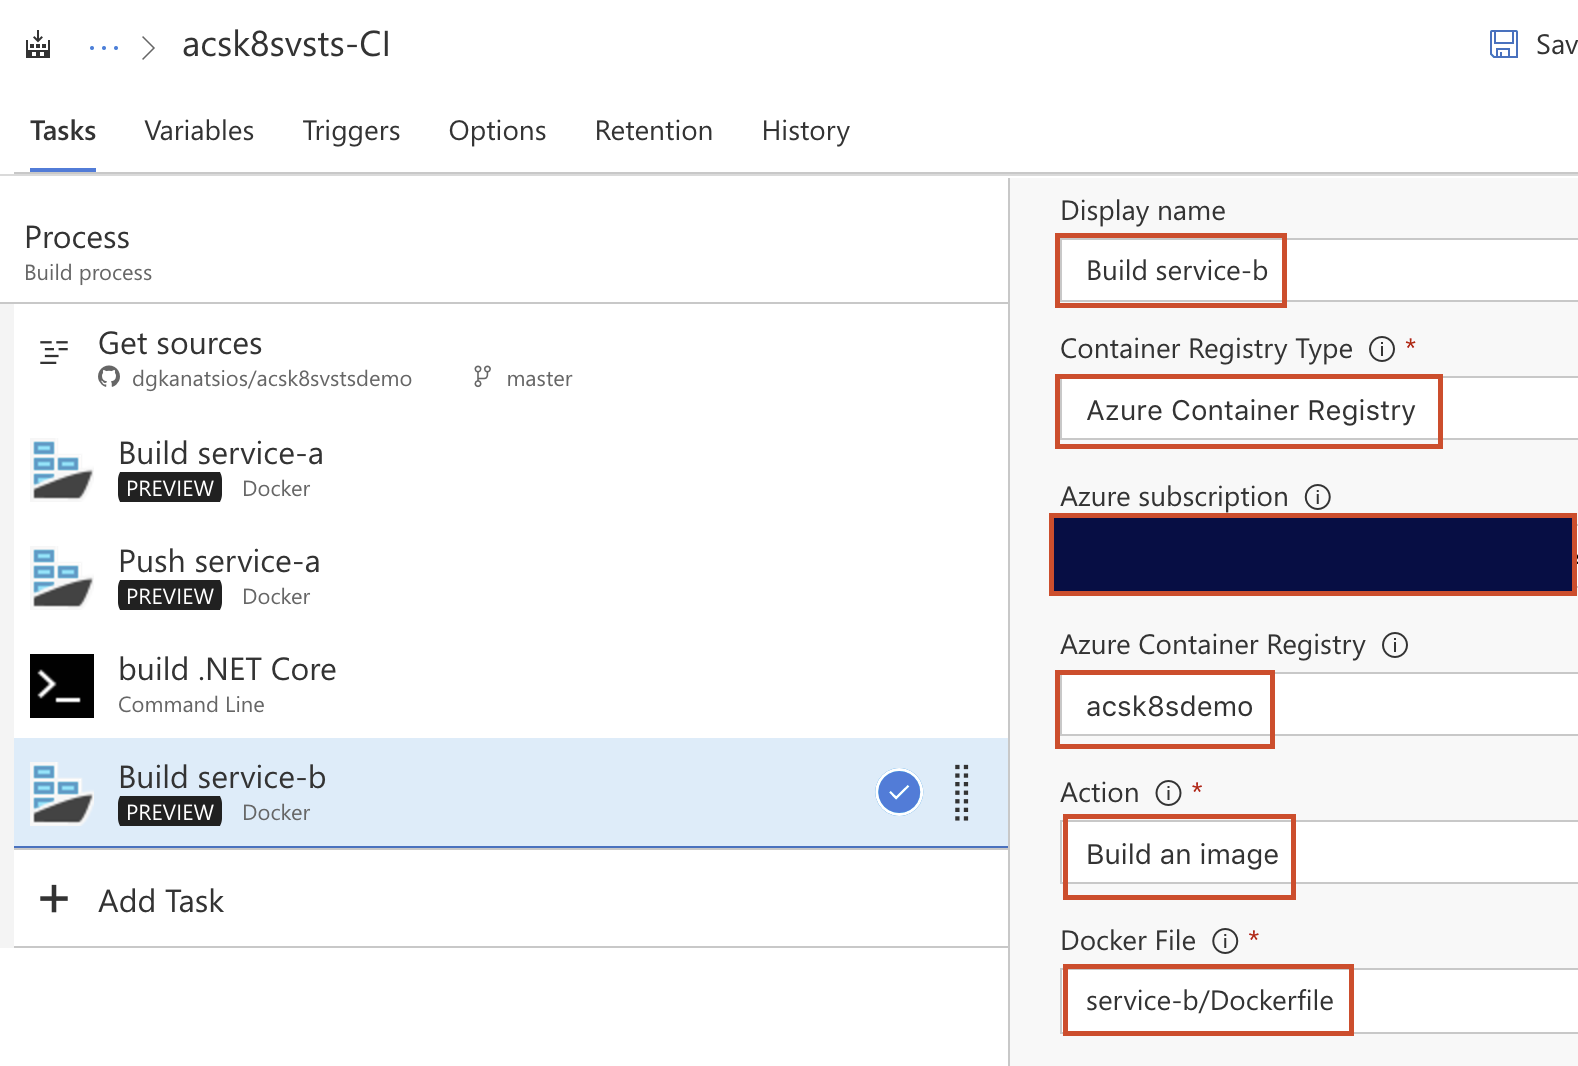 acsk8svsts-CI
Sav
Tasks Variables Triggers Options Retention History
Process
Build process
Get sources
dgkanatsios/acsk8svstsdemo master
Build service-a
PREVIEW Docker
Push service-a
PREVIEW Docker
build .NET Core
Command Line
Build service-b
PREVIEW Docker
Add Task
Display name
Build service-b
Container Registry Type *
Azure Container Registry
Azure subscription
Azure Container Registry
acsk8sdemo
Action *
Build an image
Docker File *
service-b/Dockerfile